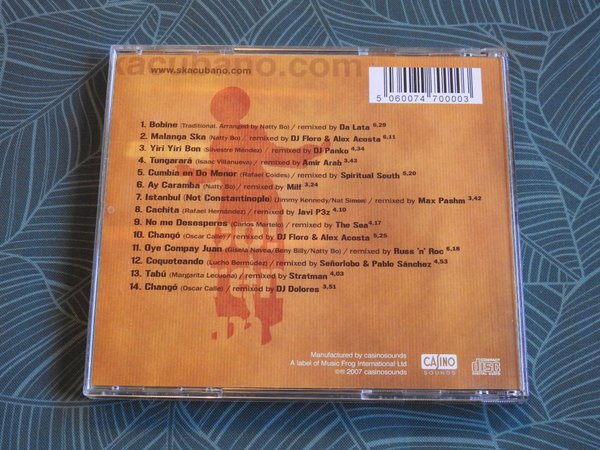 kacubano.com
www.skacubano.com
5 060074 700003
1. Bobine (Traditional. Arranged by Natty Bo) / remixed by Da Lata 6,29
2. Malanga Ska (Natty Bo) / remixed by DJ Floro & Alex Acosta 6,11
3. Yiri Yiri Bon (Silvestre Méndez) / remixed by DJ Panko 4,34
4. Tungarará (Isaac Villanueva) / remixed by Amir Arab 3,43
5. Cumbia en Do Menor (Rafael Goides) / remixed by Spiritual South 6,20
6. Ay Caramba (Natty Bo) / remixed by Milf 3,24
7. Istanbul (Not Constantinople) (Jimmy Kennedy/Nat Simon) / remixed by Max Pashm 3,42
8. Cachita (Rafael Hernández) / remixed by Javi P3z 4,10
9. No me Desesperes (Carlos Martelo) / remixed by The Sea 4,17
10. Changó (Oscar Calle) / remixed by DJ Floro & Alex Acosta 5,25
11. Oye Compay Juan (Gisela Navea/Beny Billy/Natty Bo) / remixed by Russ 'n' Roc 6,18
12. Coqueteando (Lucho Bermúdez) / remixed by Señorlobo & Pablo Sánchez 4,53
13. Tabú (Margarita Lecuona) / remixed by Stratman 4,03
14. Changó (Oscar Calle) / remixed by DJ Dolores 3,51
Manufactured by casinosounds
A label of Music Frog International Ltd
©℗ 2007 casinosounds
CASINO
SOUNDS
COMPACT
disc
DIGITAL AUDIO